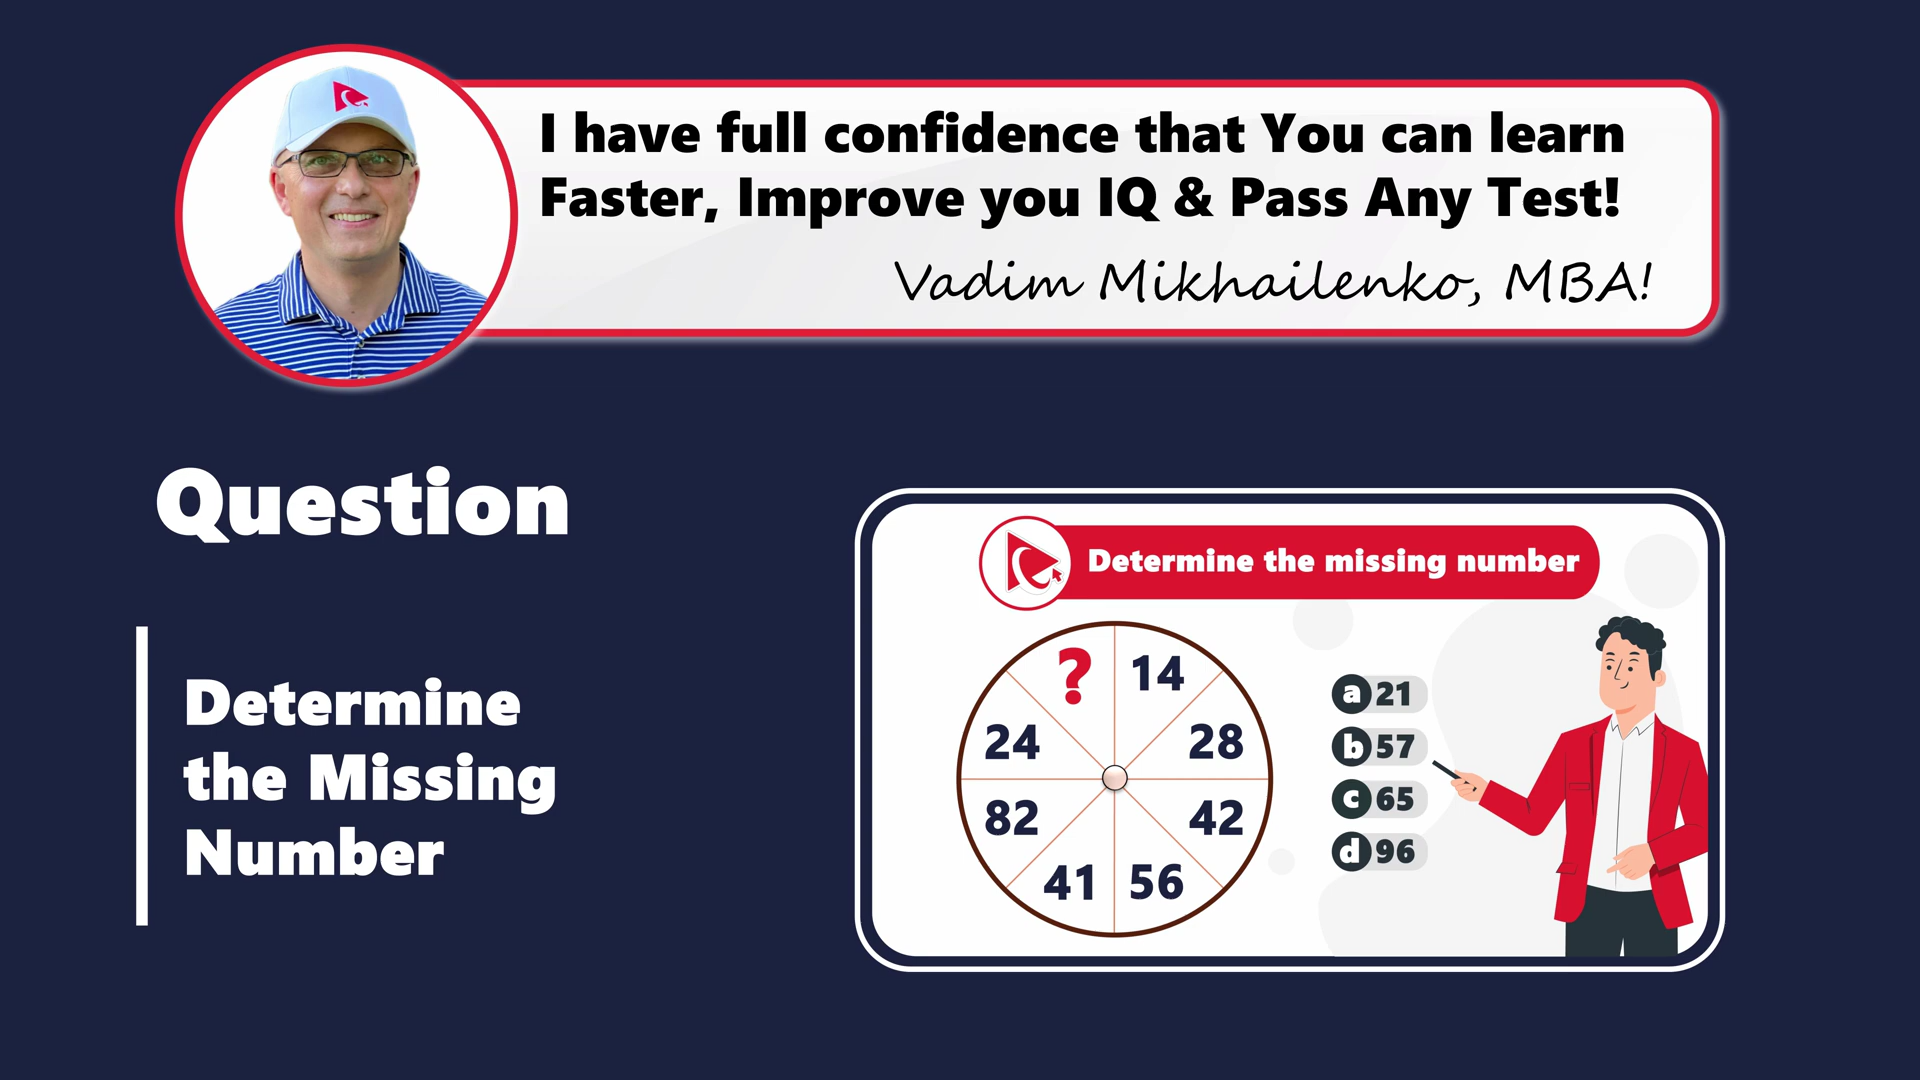 I have full confidence that You can learn
Faster, Improve you IQ & Pass Any Test!
Vadim Mikhailenko, MBA!
Question
Determine
the Missing
Number
Determine the missing number
? 14
24 28
82 42
41 56
a 21
b 57
c 65
d 96